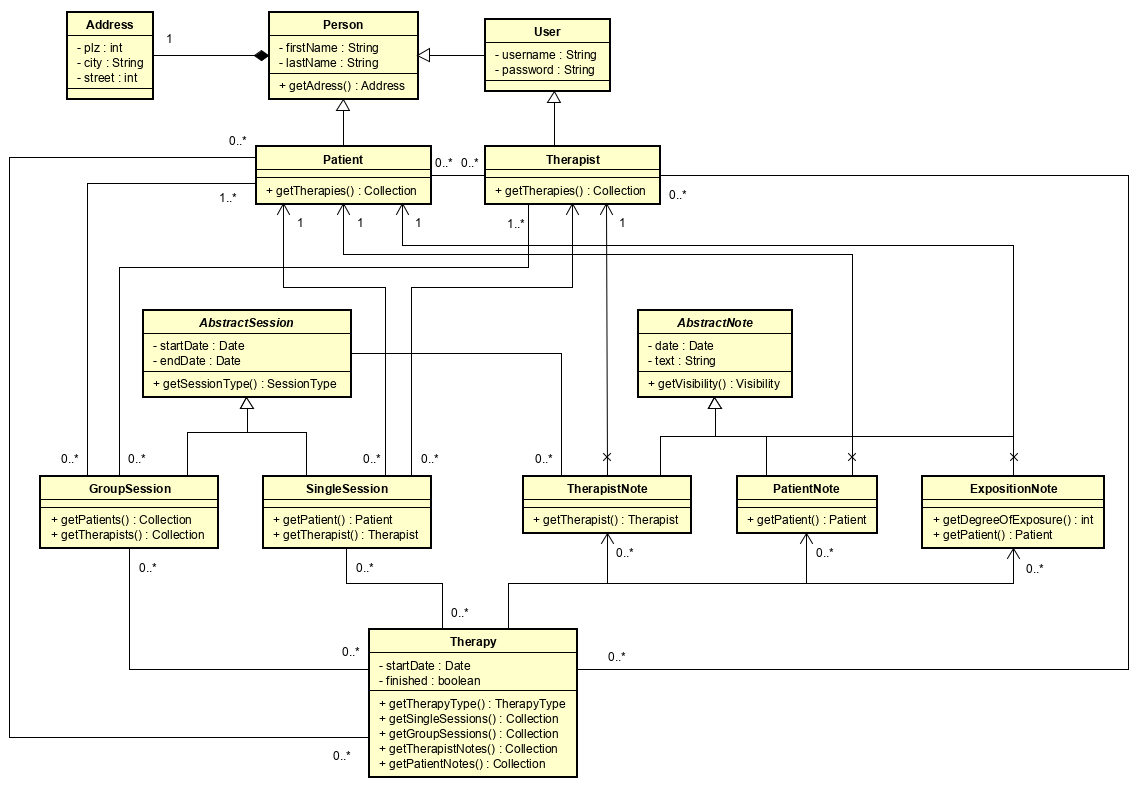 Address
- plz : int
- city : String
- street : int
1
Person
- firstName : String
- lastName : String
+ getAdress() : Address
User
- username : String
- password : String
0..*
Patient
+ getTherapies() : Collection
0..* 0..*
Therapist
+ getTherapies() : Collection
1..*
0..*
1
1
1
1..*
1
AbstractSession
- startDate : Date
- endDate : Date
+ getSessionType() : SessionType
AbstractNote
- date : Date
- text : String
+ getVisibility() : Visibility
0..*
0..*
0..*
0..*
0..*
GroupSession
+ getPatients() : Collection
+ getTherapists() : Collection
SingleSession
+ getPatient() : Patient
+ getTherapist() : Therapist
TherapistNote
+ getTherapist() : Therapist
PatientNote
+ getPatient() : Patient
ExpositionNote
+ getDegreeOfExposure() : int
+ getPatient() : Patient
0..*
0..*
0..*
0..*
0..*
0..*
0..*
0..*
0..*
Therapy
- startDate : Date
- finished : boolean
+ getTherapyType() : TherapyType
+ getSingleSessions() : Collection
+ getGroupSessions() : Collection
+ getTherapistNotes() : Collection
+ getPatientNotes() : Collection